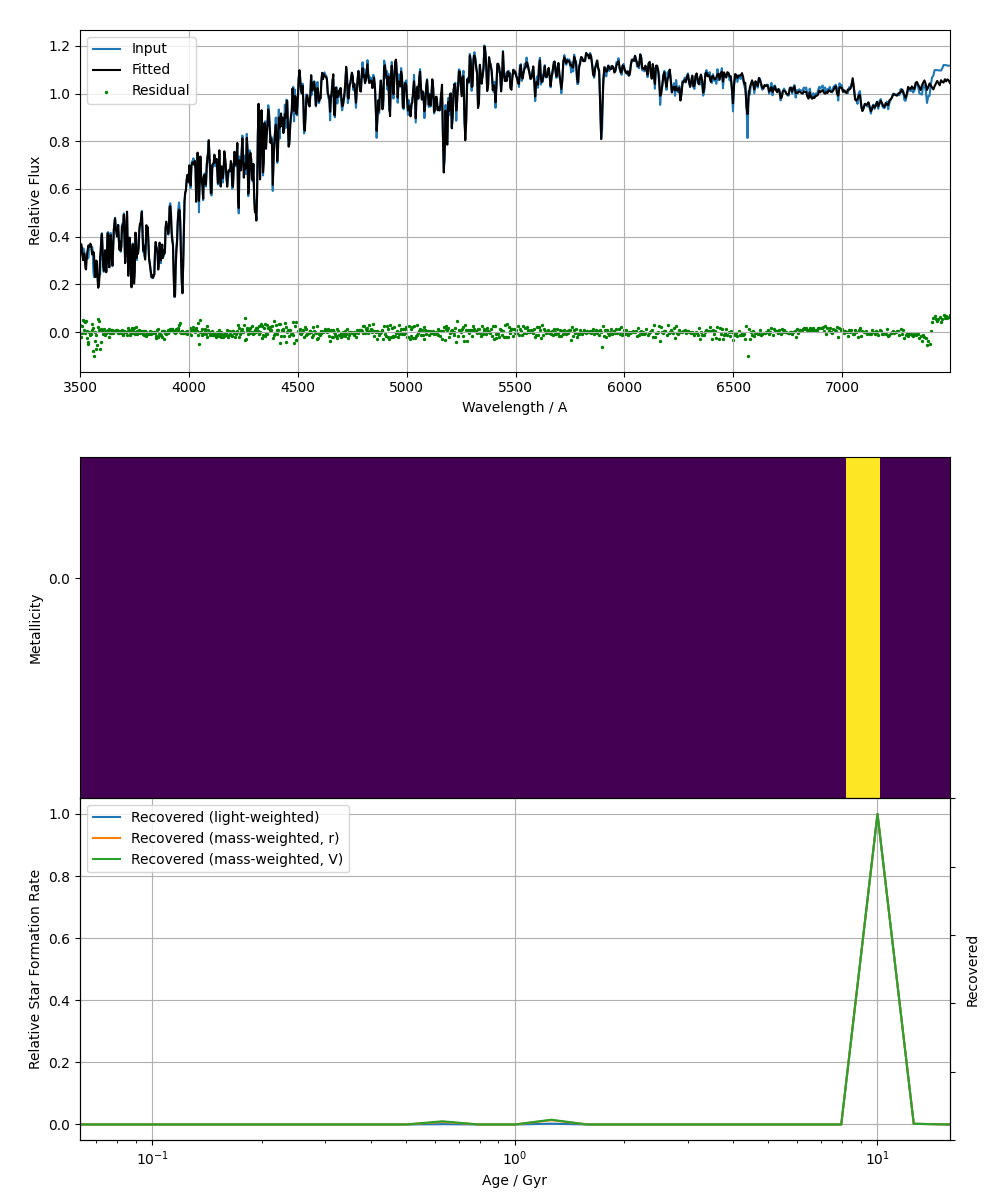 Input
Fitted
Residual
1.2
1.0
0.8
0.6
0.4
0.2
0.0
Relative Flux
3500 4000 4500 5000 5500 6000 6500 7000
Wavelength / A
0.0
Metallicity
Recovered (light-weighted)
Recovered (mass-weighted, r)
Recovered (mass-weighted, V)
1.0
0.8
0.6
0.4
0.2
0.0
Relative Star Formation Rate
Recovered
10⁻¹ 10⁰ 10¹
Age / Gyr